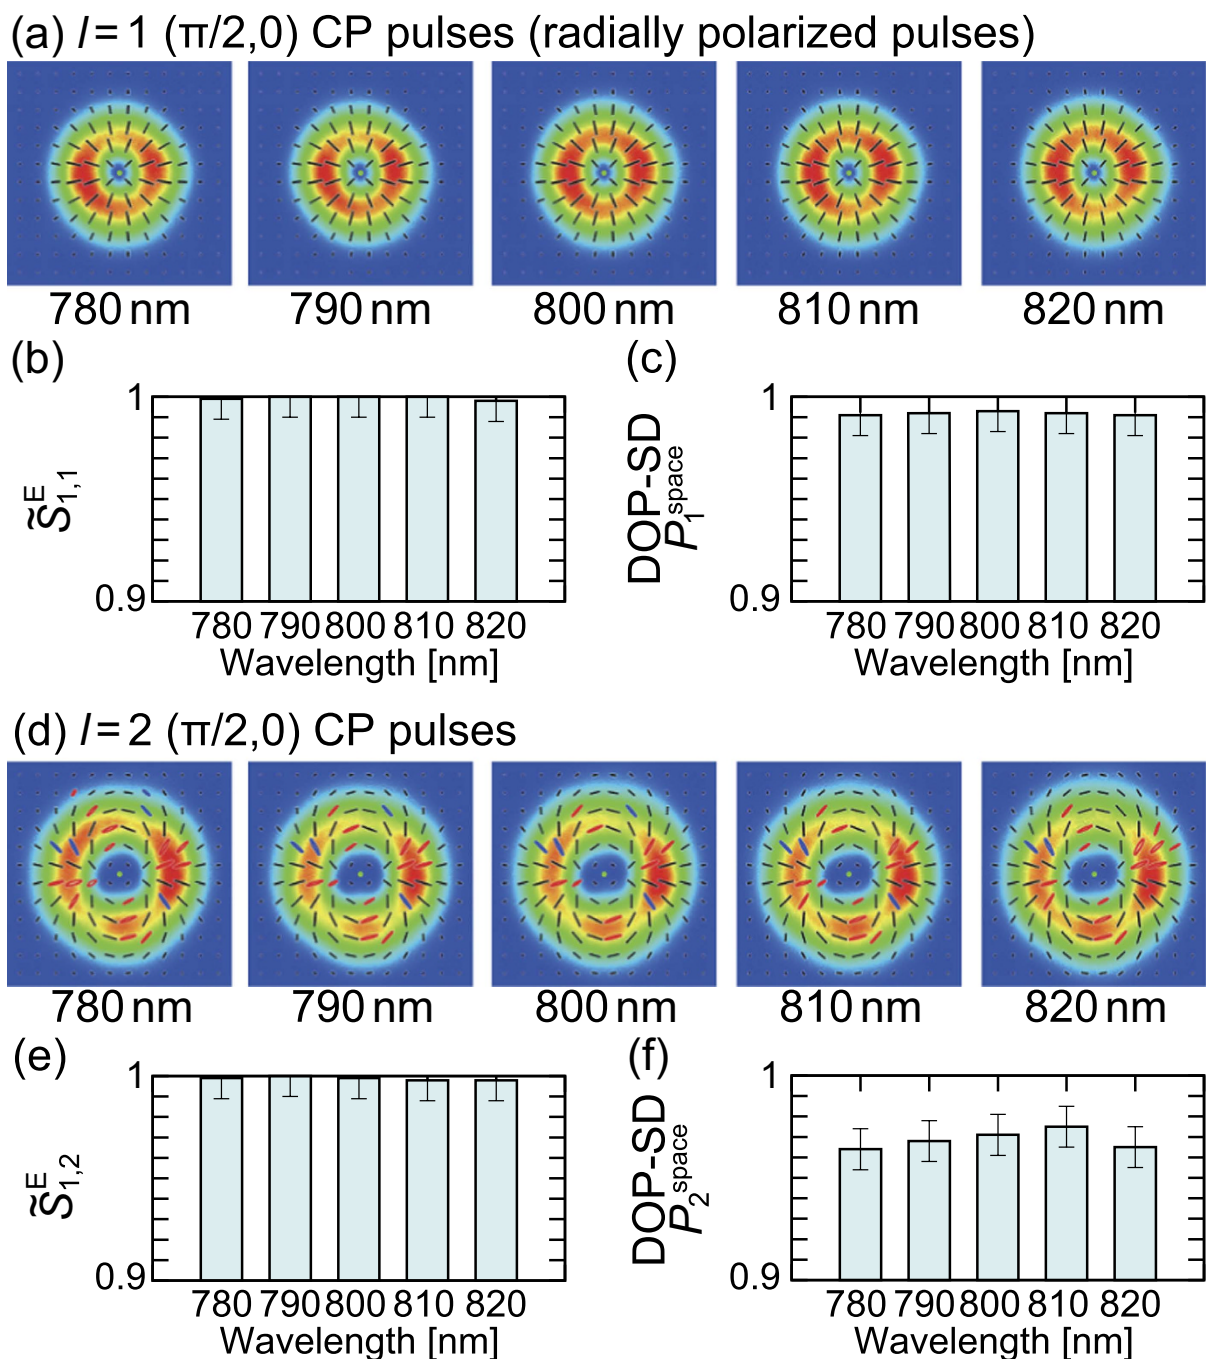 (a) l = 1 (π/2,0) CP pulses (radially polarized pulses)
780 nm 790 nm 800 nm 810 nm 820 nm
(b)
1
0.9
S̃ᴱ₁,₁
780 790 800 810 820
Wavelength [nm]
(c)
1
0.9
DOP-SD
P₁ˢᵖᵃᶜᵉ
780 790 800 810 820
Wavelength [nm]
(d) l = 2 (π/2,0) CP pulses
780 nm 790 nm 800 nm 810 nm 820 nm
(e)
1
0.9
S̃ᴱ₁,₂
780 790 800 810 820
Wavelength [nm]
(f)
1
0.9
DOP-SD
P₂ˢᵖᵃᶜᵉ
780 790 800 810 820
Wavelength [nm]